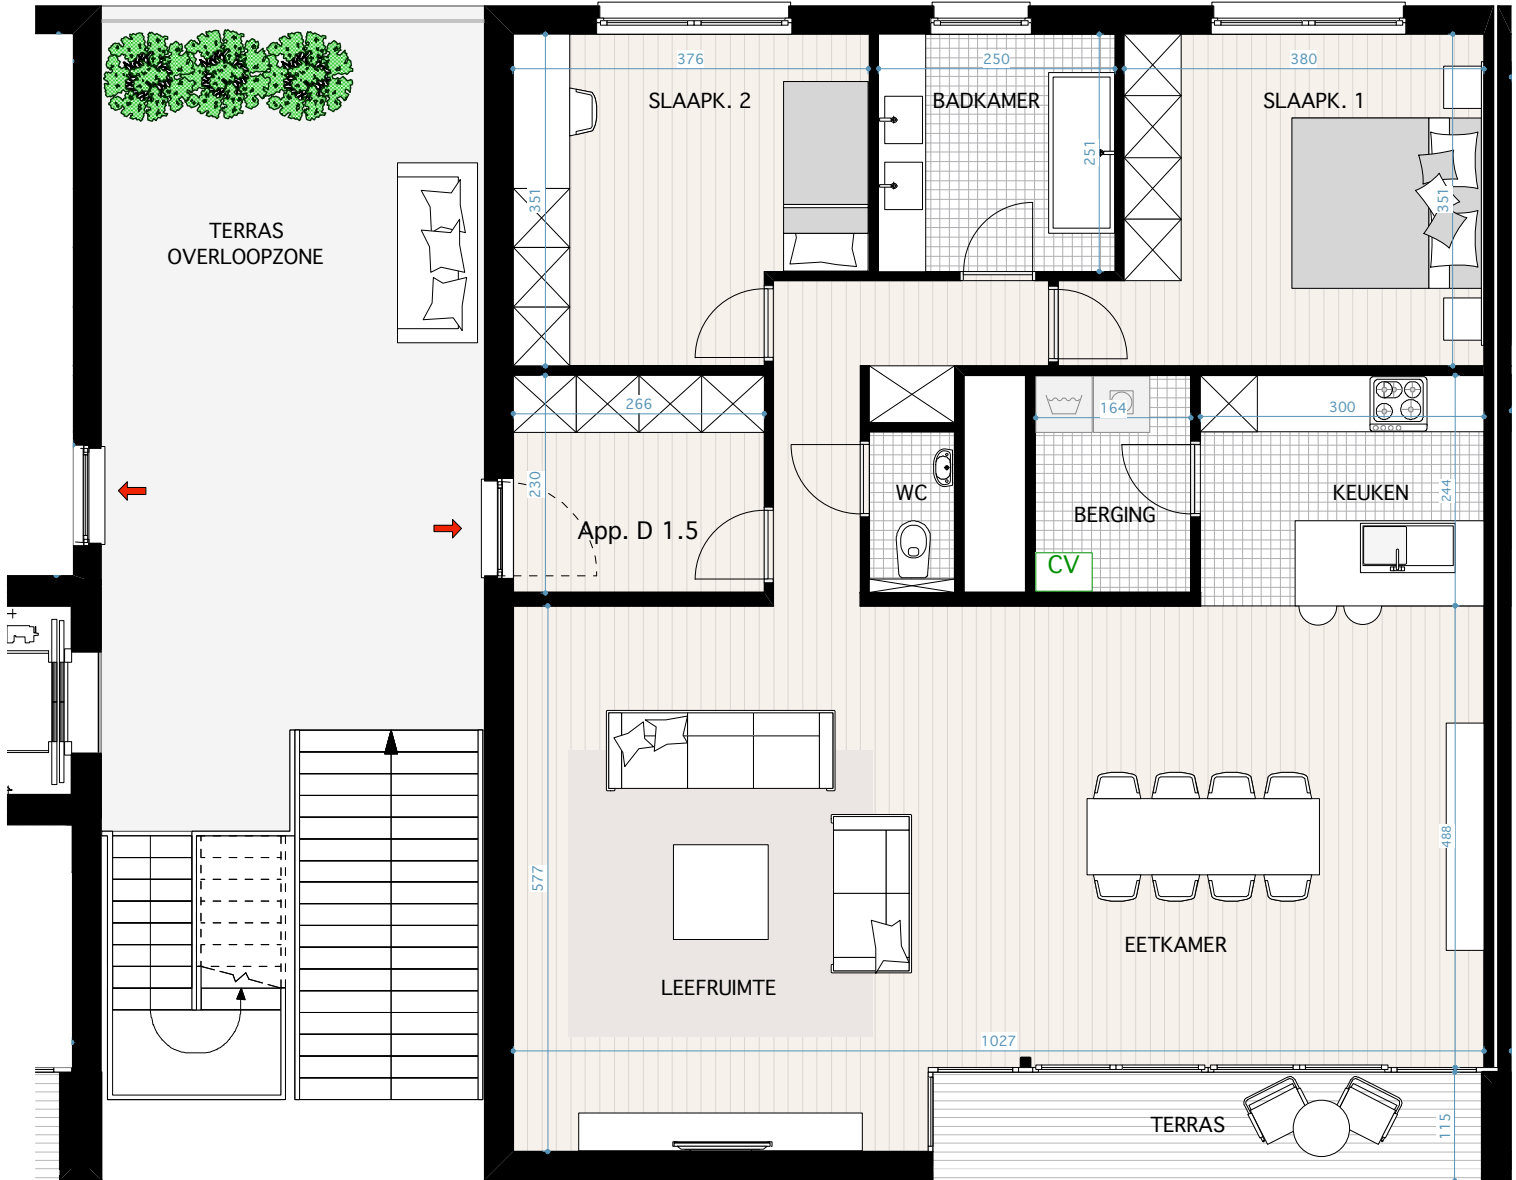 376
250
380
SLAAPK. 2
BADKAMER
SLAAPK. 1
251
351
351
TERRAS
OVERLOOPZONE
266
164
300
230
WC
KEUKEN
244
BERGING
App. D 1.5
CV
577
488
EETKAMER
LEEFRUIMTE
1027
TERRAS
115